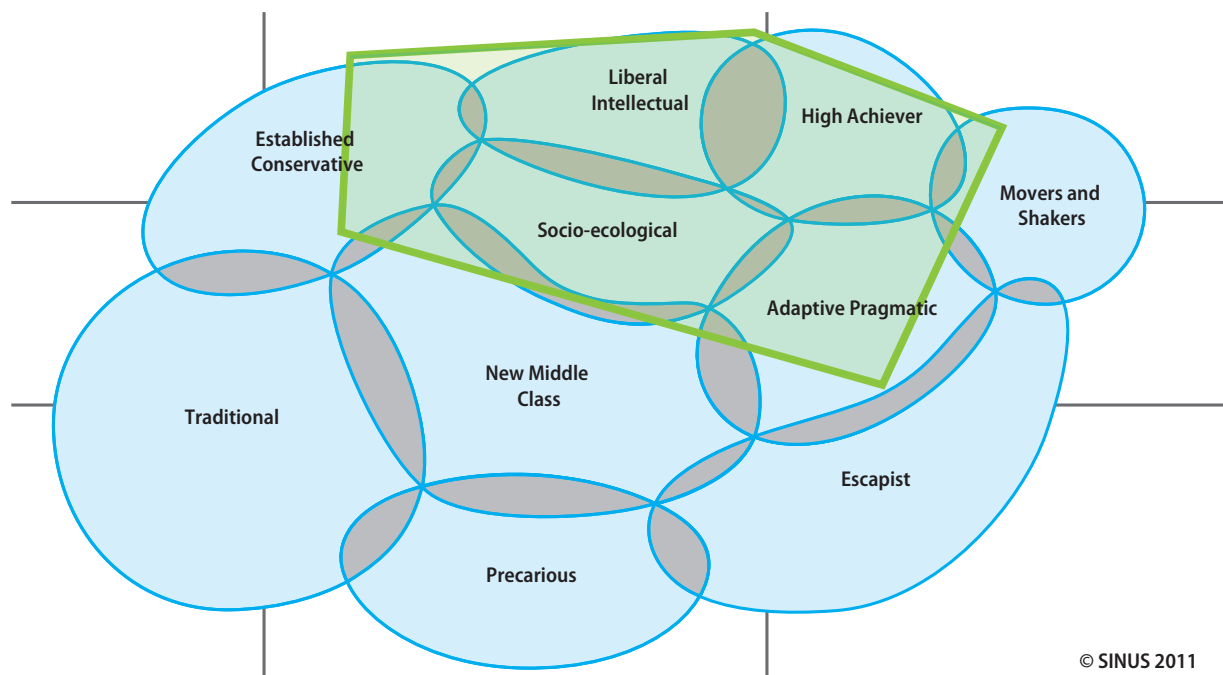 Liberal
Intellectual
High Achiever
Established
Conservative
Movers and
Shakers
Socio-ecological
Adaptive Pragmatic
New Middle
Class
Traditional
Escapist
Precarious
© SINUS 2011